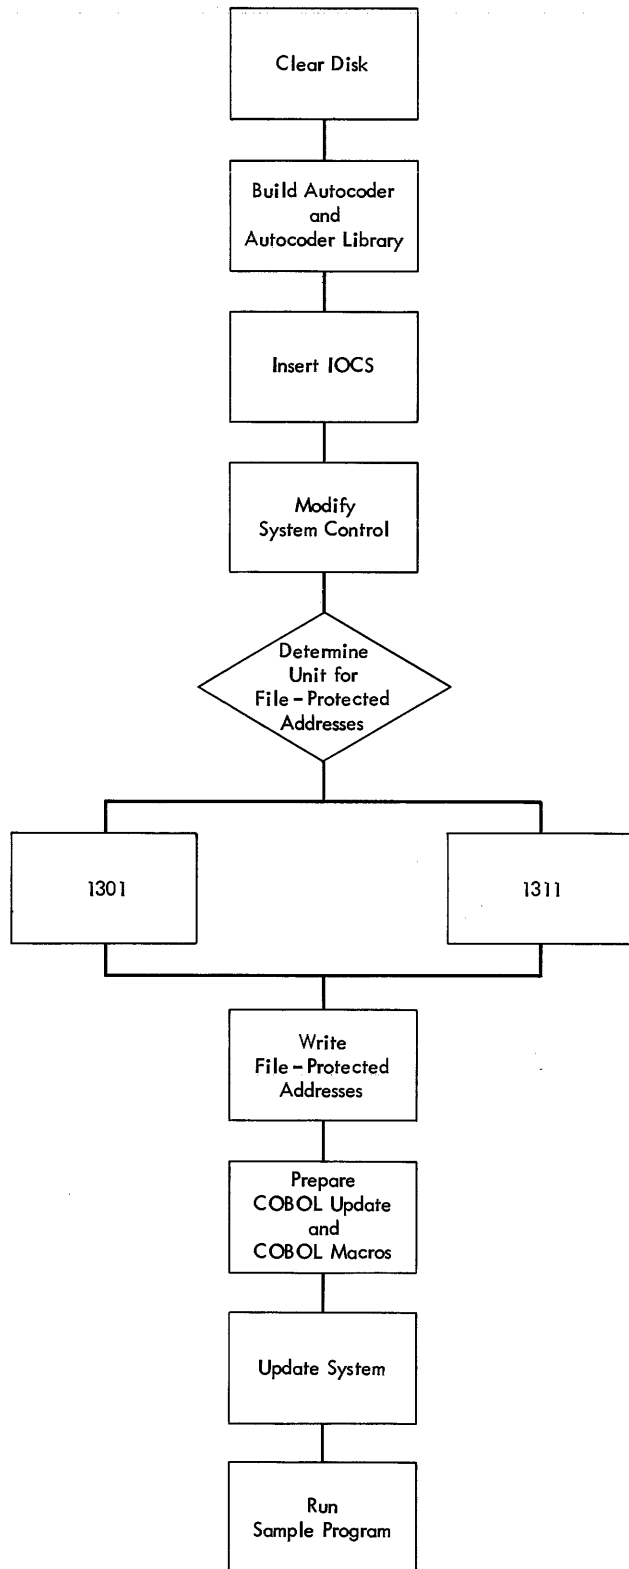 Clear Disk
Build Autocoder
and
Autocoder Library
Insert IOCS
Modify
System Control
Determine
Unit for
File-Protected
Addresses
1301
1311
Write
File-Protected
Addresses
Prepare
COBOL Update
and
COBOL Macros
Update System
Run
Sample Program